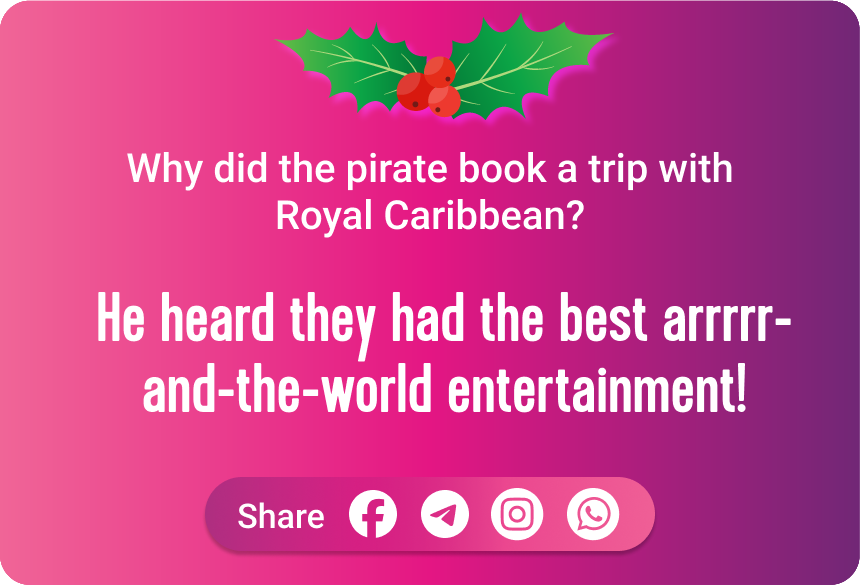 Why did the pirate book a trip with
Royal Caribbean?
He heard they had the best arrrrr-
and-the-world entertainment!
Share